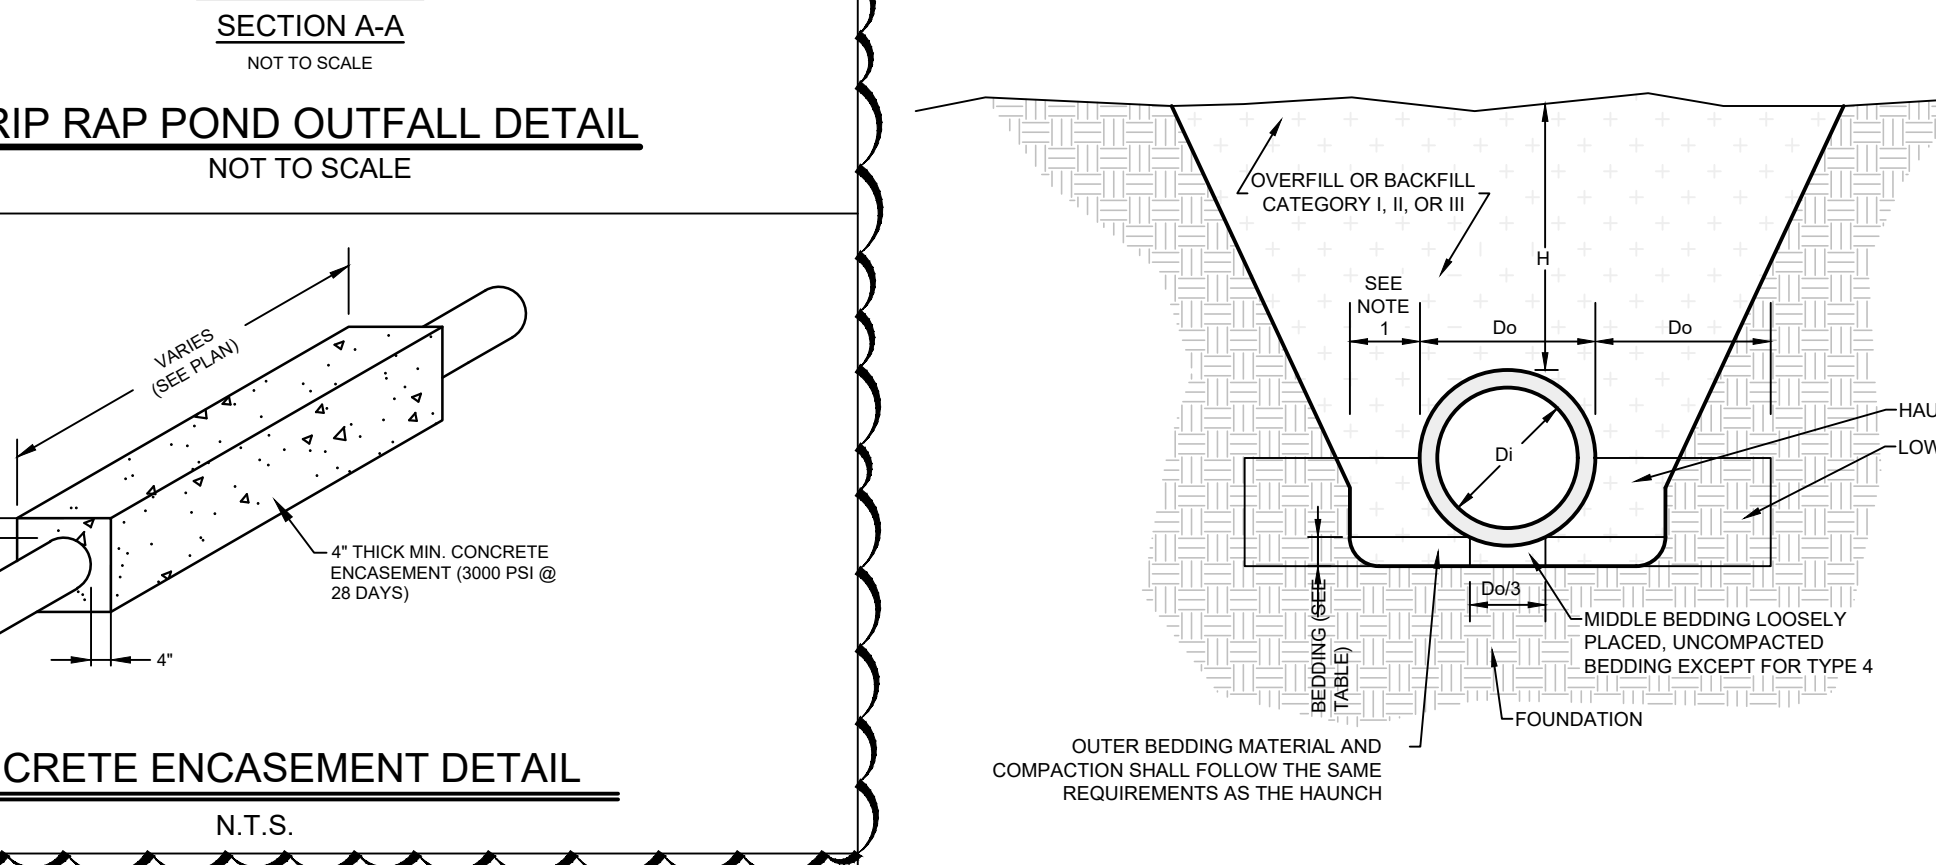 SECTION A-A
NOT TO SCALE
RIP RAP POND OUTFALL DETAIL
NOT TO SCALE
VARIES
(SEE PLAN)
4" THICK MIN. CONCRETE
ENCASEMENT (3000 PSI @
28 DAYS)
4"
CRETE ENCASEMENT DETAIL
N.T.S.
OVERFILL OR BACKFILL
CATEGORY I, II, OR III
H
SEE
NOTE
1
Do
Do
Di
HAU
LOW
BEDDING (SEE
TABLE)
Do/3
MIDDLE BEDDING LOOSELY
PLACED, UNCOMPACTED
BEDDING EXCEPT FOR TYPE 4
FOUNDATION
OUTER BEDDING MATERIAL AND
COMPACTION SHALL FOLLOW THE SAME
REQUIREMENTS AS THE HAUNCH